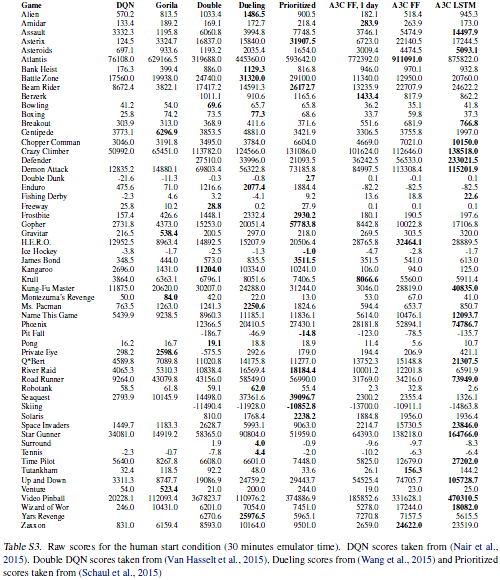 Game DQN Gorila Double Dueling Prioritized A3C FF, 1 day A3C FF A3C LSTM
Alien 570.2 813.5 1033.4 1486.5 900.5 182.1 518.4 945.3
Amidar 133.4 189.2 169.1 172.7 218.4 283.9 263.9 173.0
Assault 3332.3 1195.8 6060.8 3994.8 7748.5 3746.1 5474.9 14497.9
Asterix 124.5 3324.7 16837.0 15840.0 31907.5 6723.0 22140.5 17244.5
Asteroids 697.1 933.6 1193.2 2035.4 1654.0 3009.4 4474.5 5093.1
Atlantis 76108.0 629166.5 319688.0 445360.0 593642.0 772392.0 911091.0 875822.0
Bank Heist 176.3 399.4 886.0 1129.3 816.8 946.0 970.1 932.8
Battle Zone 17560.0 19938.0 24740.0 31320.0 29100.0 11340.0 12950.0 20760.0
Beam Rider 8672.4 3822.1 17417.2 14591.3 26172.7 13235.9 22707.9 24622.2
Berzerk 1011.1 910.6 1165.6 1433.4 817.9 862.2
Bowling 41.2 54.0 69.6 65.7 65.8 36.2 35.1 41.8
Boxing 25.8 74.2 73.5 77.3 68.6 33.7 59.8 37.3
Breakout 303.9 313.0 368.9 411.6 371.6 551.6 681.9 766.8
Centipede 3773.1 6296.9 3853.5 4881.0 3421.9 3306.5 3755.8 1997.0
Chopper Comman 3046.0 3191.8 3495.0 3784.0 6604.0 4669.0 7021.0 10150.0
Crazy Climber 50992.0 65451.0 113782.0 124566.0 131086.0 101624.0 112646.0 138518.0
Defender 27510.0 33996.0 21093.5 36242.5 56533.0 233021.5
Demon Attack 12835.2 14880.1 69803.4 56322.8 73185.8 84997.5 113308.4 115201.9
Double Dunk -21.6 -11.3 -0.3 -0.8 2.7 0.1 -0.1 0.1
Enduro 475.6 71.0 1216.6 2077.4 1884.4 -82.2 -82.5 -82.5
Fishing Derby -2.3 4.6 3.2 -4.1 9.2 13.6 18.8 22.6
Freeway 25.8 10.2 28.8 0.2 27.9 0.1 0.1 0.1
Frostbite 157.4 426.6 1448.1 2332.4 2930.2 180.1 190.5 197.6
Gopher 2731.8 4373.0 15253.0 20051.4 57783.8 8442.8 10022.8 17106.8
Gravitar 216.5 538.4 200.5 297.0 218.0 269.5 303.5 320.0
H.E.R.O. 12952.5 8963.4 14892.5 15207.9 20506.4 28765.8 32464.1 28889.5
Ice Hockey -3.8 -1.7 -2.5 -1.3 -1.0 -4.7 -2.8 -1.7
James Bond 348.5 444.0 573.0 835.5 3511.5 351.5 541.0 613.0
Kangaroo 2696.0 1431.0 11204.0 10334.0 10241.0 106.0 94.0 125.0
Krull 3864.0 6363.1 6796.1 8051.6 7406.5 8066.6 5560.0 5911.4
Kung-Fu Master 11875.0 20620.0 30207.0 24288.0 31244.0 3046.0 28819.0 40835.0
Montezuma's Revenge 50.0 84.0 42.0 22.0 13.0 53.0 67.0 41.0
Ms. Pacman 763.5 1263.0 1241.3 2250.6 1824.6 594.4 653.7 850.7
Name This Game 5439.9 9238.5 8960.3 11185.1 11836.1 5614.0 10476.1 12093.7
Phoenix 12366.5 20410.5 27430.1 28181.8 52894.1 74786.7
Pit Fall -186.7 -46.9 -14.8 -123.0 -78.5 -135.7
Pong 16.2 16.7 19.1 18.8 18.9 11.4 5.6 10.7
Private Eye 298.2 2598.6 -575.5 292.6 179.0 194.4 206.9 421.1
Q*Bert 4589.8 7089.8 11020.8 14175.8 11277.0 13752.3 15148.8 21307.5
River Raid 4065.3 5310.3 10838.4 16569.4 18184.4 10001.2 12201.8 6591.9
Road Runner 9264.0 43079.8 43156.0 58549.0 56990.0 31769.0 34216.0 73949.0
Robotank 58.5 61.8 59.1 62.0 55.4 2.3 32.8 2.6
Seaquest 2793.9 10145.9 14498.0 37361.6 39096.7 2300.2 2355.4 1326.1
Skiing -11490.4 -11928.0 -10852.8 -13700.0 -10911.1 -14863.8
Solaris 810.0 1768.4 2238.2 1884.8 1956.0 1936.4
Space Invaders 1449.7 1183.3 2628.7 5993.1 9063.0 2214.7 15730.5 23846.0
Star Gunner 34081.0 14919.2 58365.0 90804.0 51959.0 64393.0 138218.0 164766.0
Surround 1.9 4.0 -0.9 -9.6 -9.7 -8.3
Tennis -2.3 -0.7 -7.8 4.4 -2.0 -10.2 -6.3 -6.4
Time Pilot 5640.0 8267.8 6608.0 6601.0 7448.0 5825.0 12679.0 27202.0
Tutankham 32.4 118.5 92.2 48.0 33.6 26.1 156.3 144.2
Up and Down 3311.3 8747.7 19086.9 24759.2 29443.7 54525.4 74705.7 105728.7
Venture 54.0 523.4 21.0 200.0 244.0 19.0 23.0 25.0
Video Pinball 20228.1 112093.4 367823.7 110976.2 374886.9 185852.6 331628.1 470310.5
Wizard of Wor 246.0 10431.0 6201.0 7054.0 7451.0 5278.0 17244.0 18082.0
Yars Revenge 6270.6 25976.5 5965.1 7270.8 7157.5 5615.5
Zaxxon 831.0 6159.4 8593.0 10164.0 9501.0 2659.0 24622.0 23519.0
Table S3. Raw scores for the human start condition (30 minutes emulator time). DQN scores taken from (Nair et al.,
2015). Double DQN scores taken from (Van Hasselt et al., 2015), Dueling scores from (Wang et al., 2015) and Prioritized
scores taken from (Schaul et al., 2015)